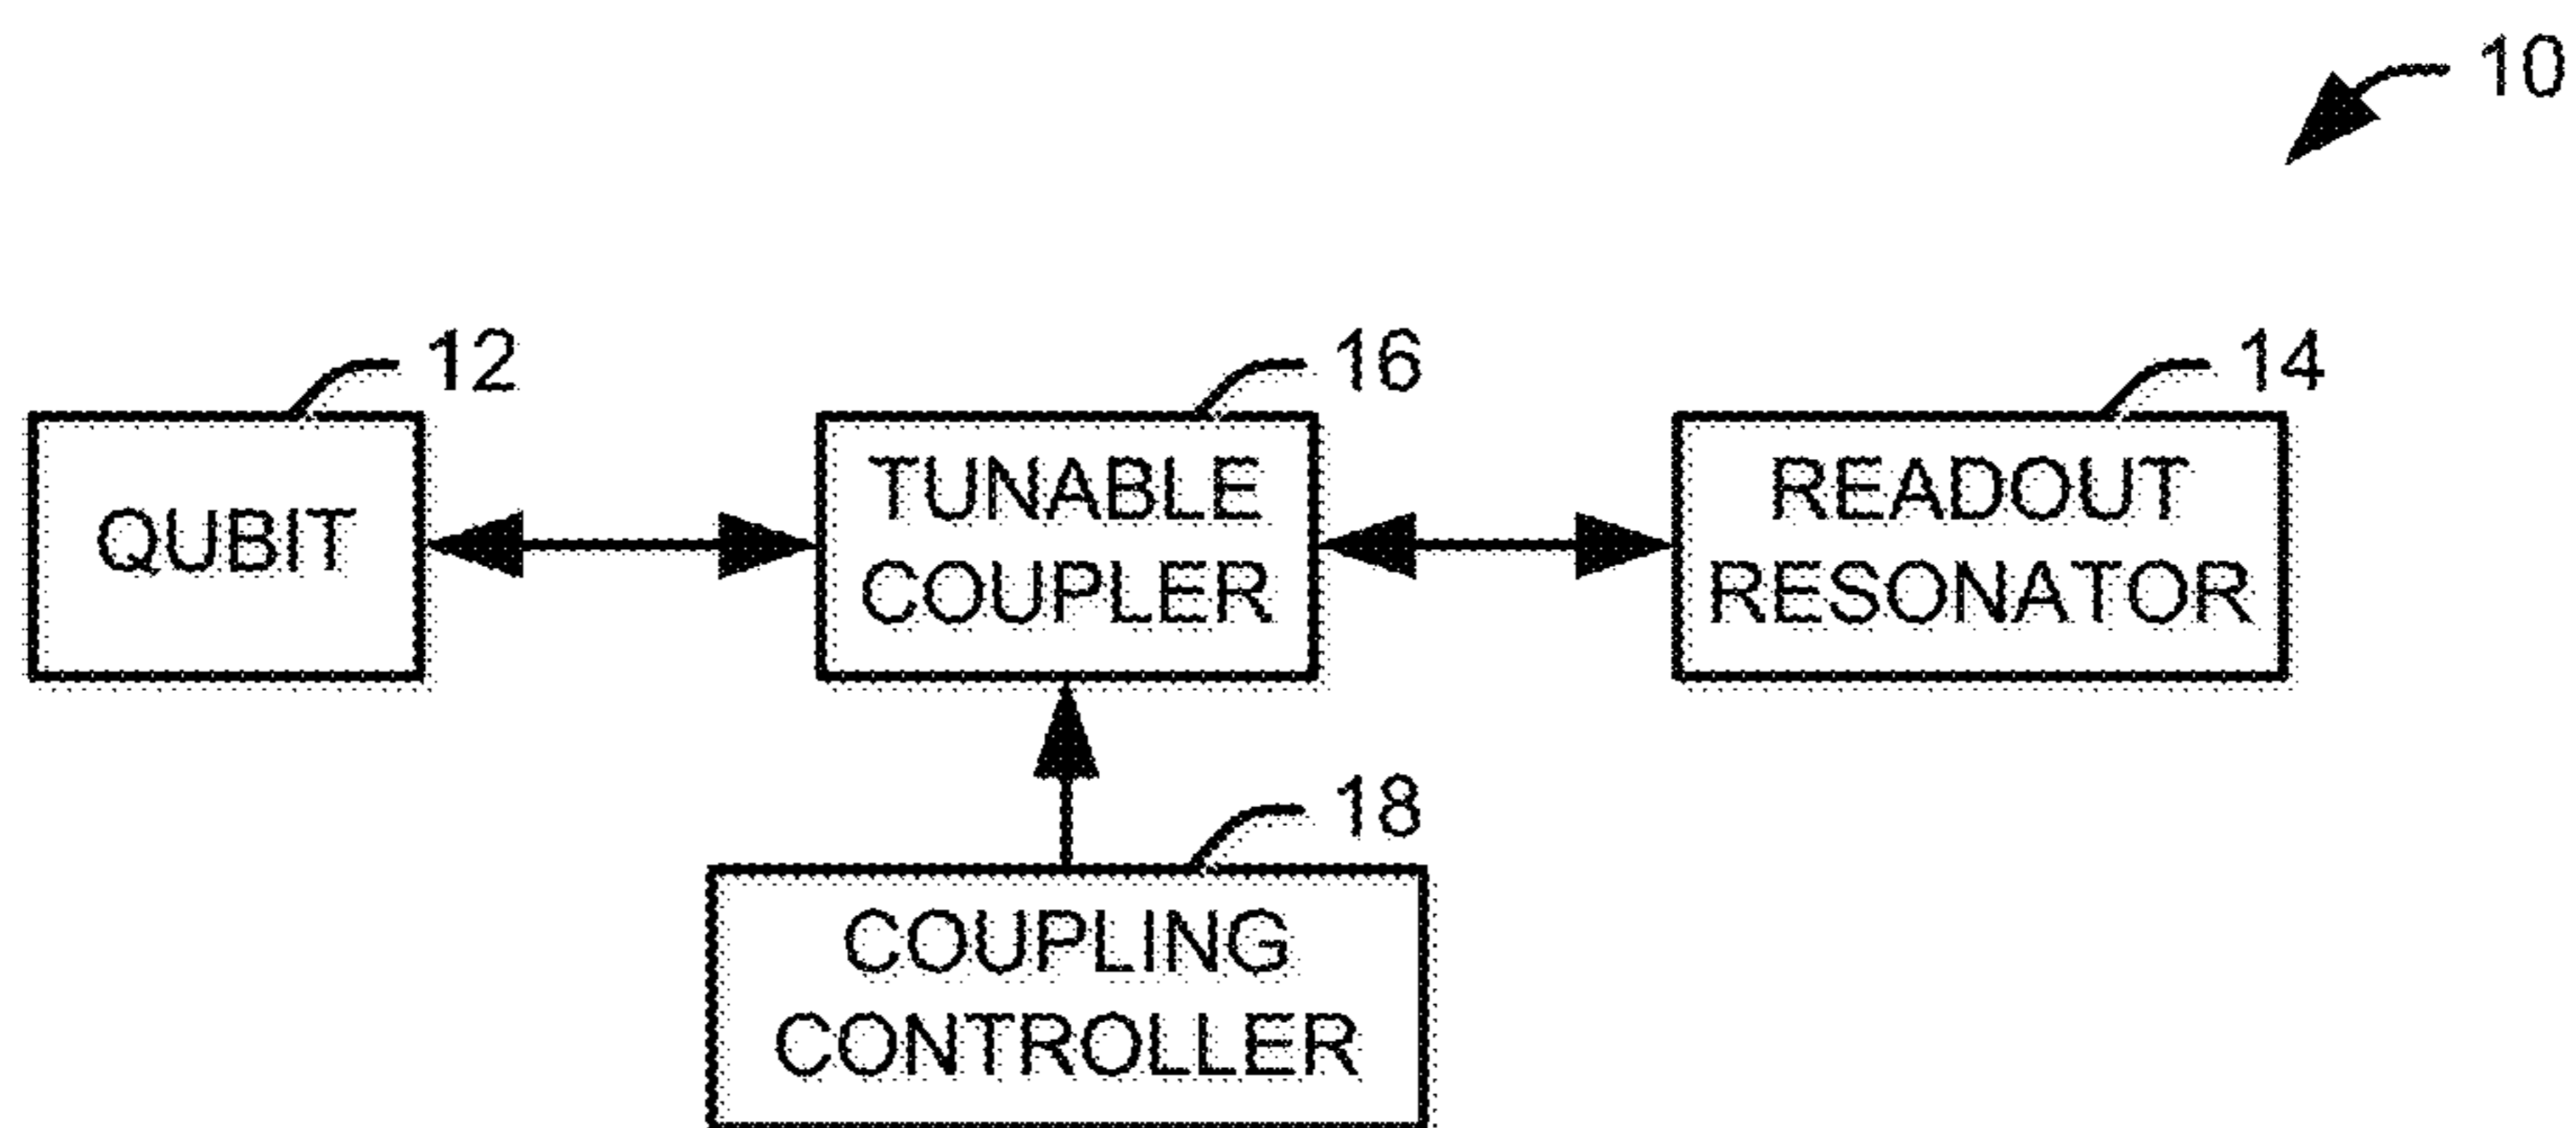 10
12
16
14
QUBIT
TUNABLE
COUPLER
READOUT
RESONATOR
18
COUPLING
CONTROLLER